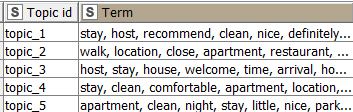 S Topic id S Term
topic_1 stay, host, recommend, clean, nice, definitely...
topic_2 walk, location, close, apartment, restaurant, ...
topic_3 host, stay, house, welcome, time, arrival, ho...
topic_4 stay, clean, comfortable, apartment, location,...
topic_5 apartment, clean, night, stay, little, nice, park...